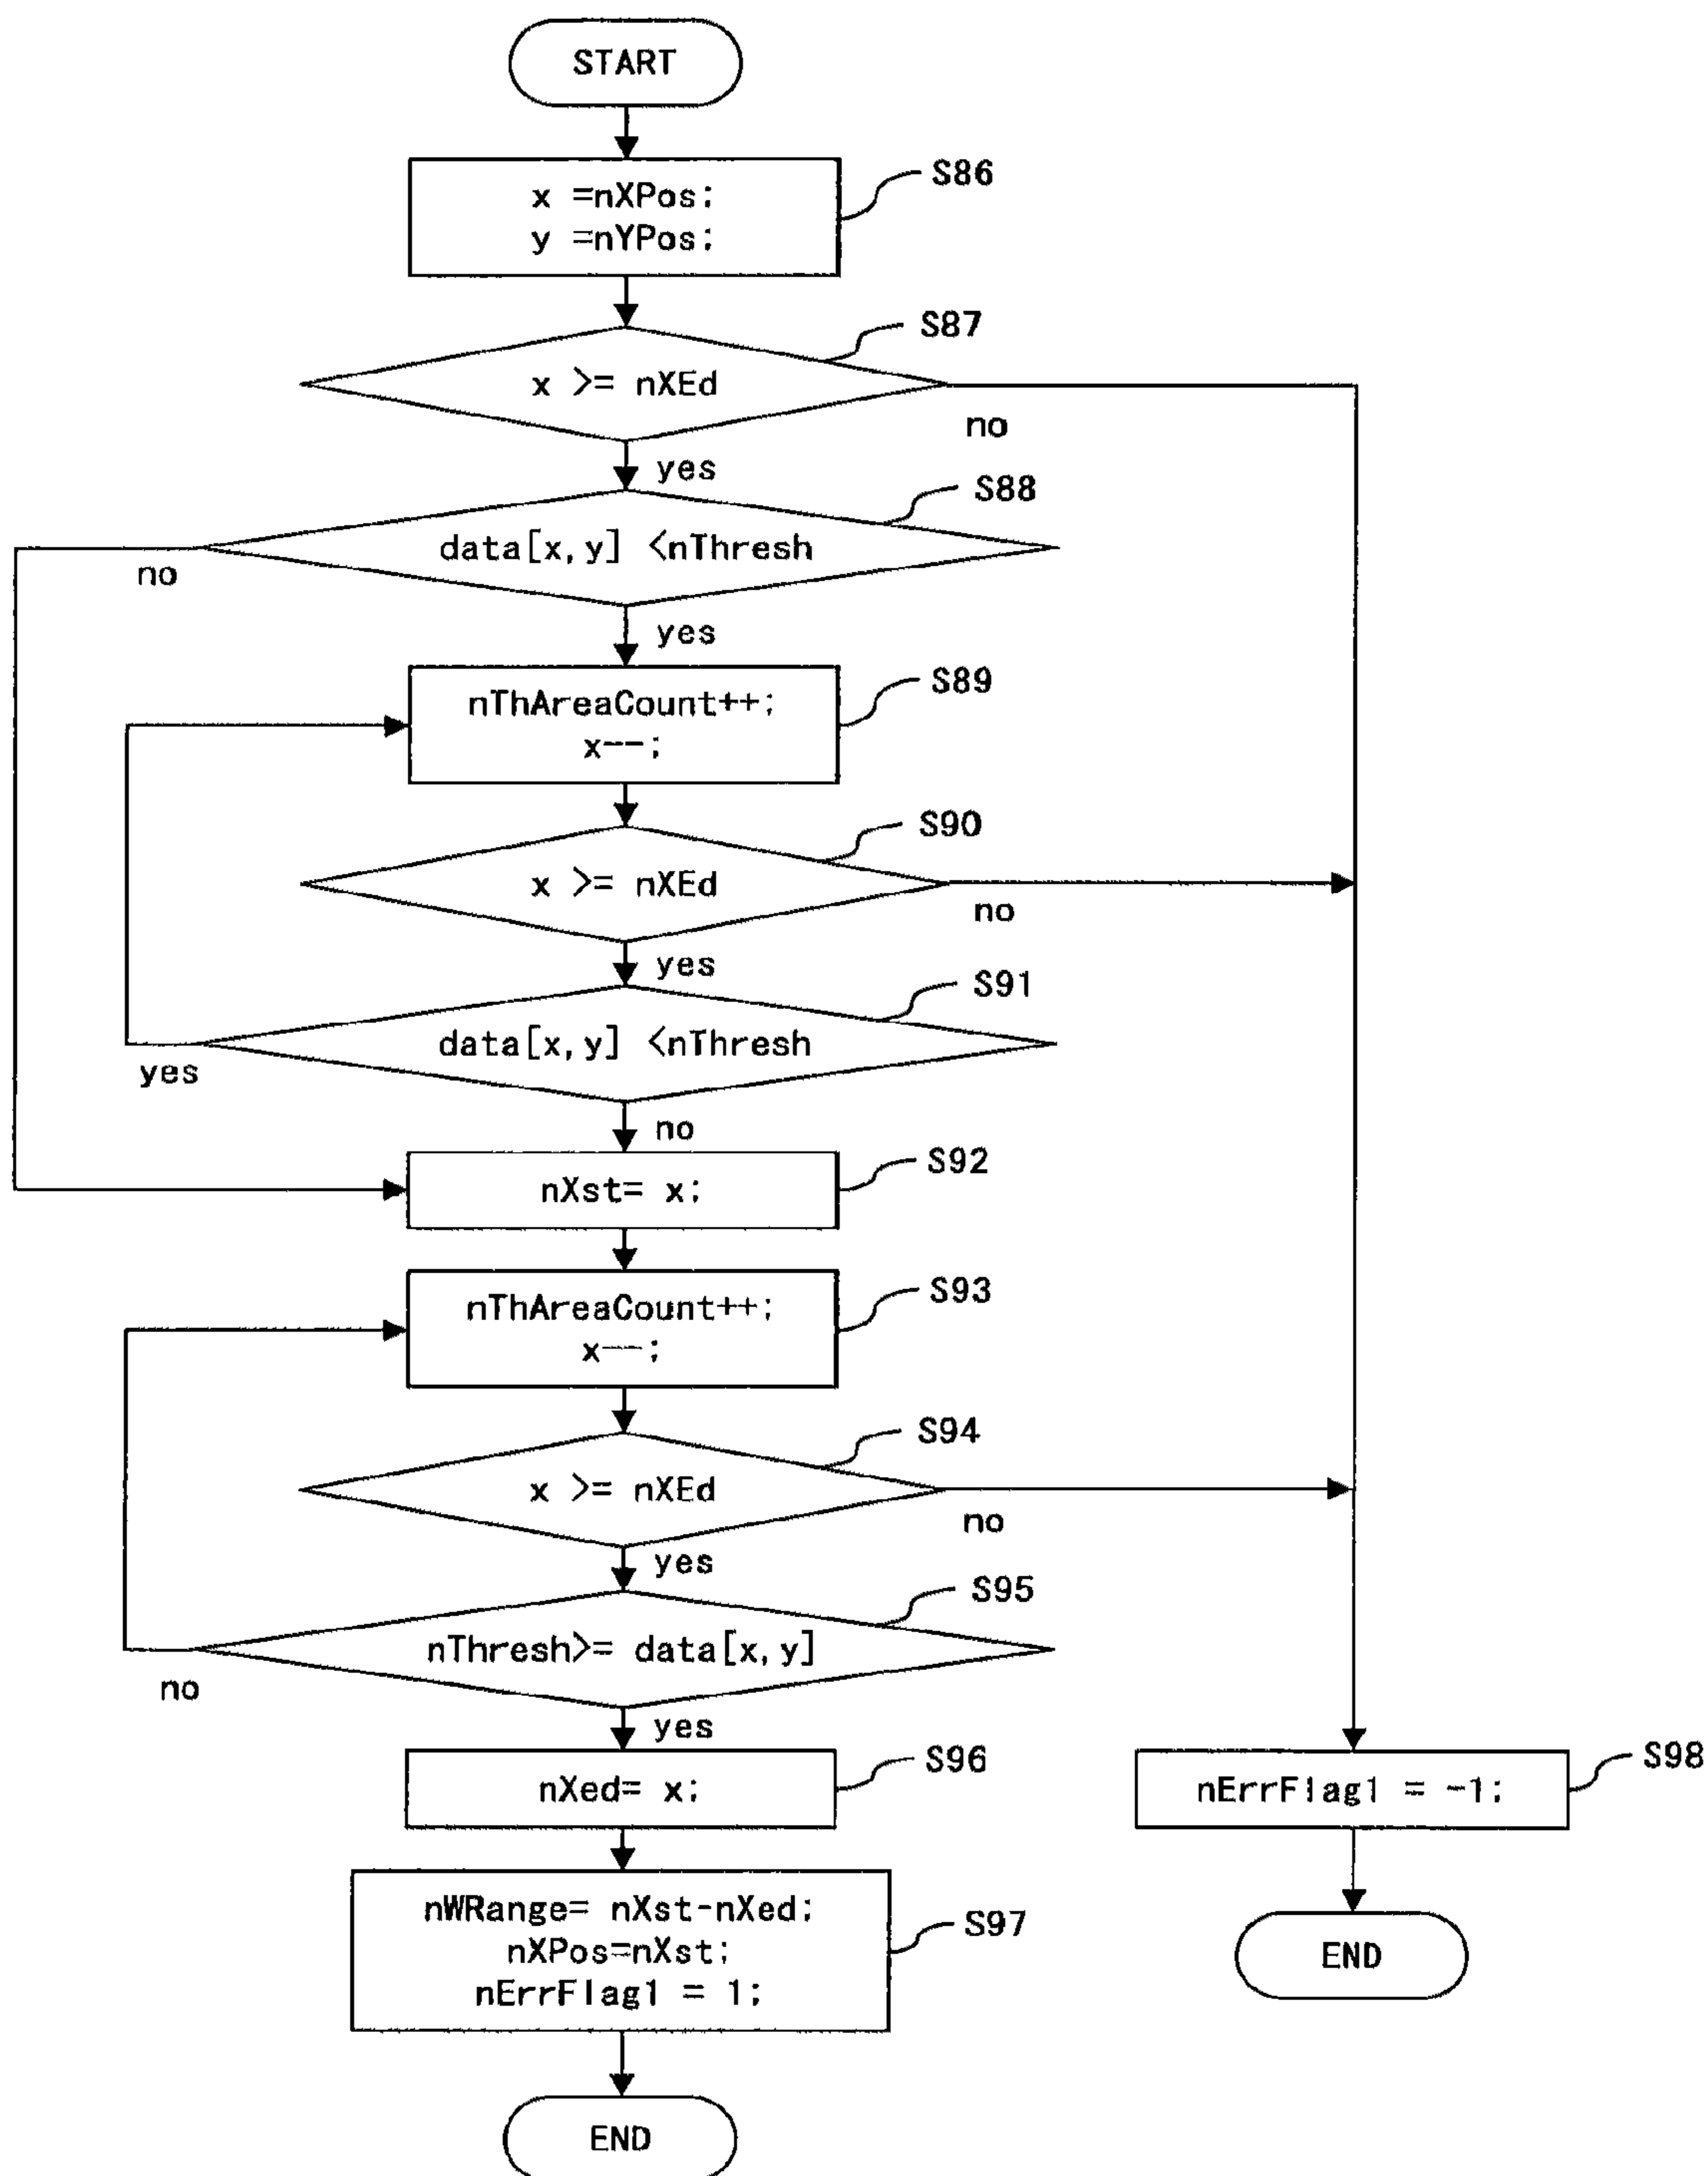 START
x =nXPos;
y =nYPos;
S86
S87
x >= nXEd
no
yes
S88
data[x,y] <nThresh
no
yes
nThAreaCount++;
x--;
S89
S90
x >= nXEd
no
yes
S91
data[x,y] <nThresh
yes
no
nXst= x;
S92
nThAreaCount++;
x--;
S93
S94
x >= nXEd
no
yes
S95
nThresh>= data[x,y]
no
yes
nXed= x;
S96
nErrFlag1 = -1;
S98
nWRange= nXst-nXed;
nXPos=nXst;
nErrFlag1 = 1;
S97
END
END